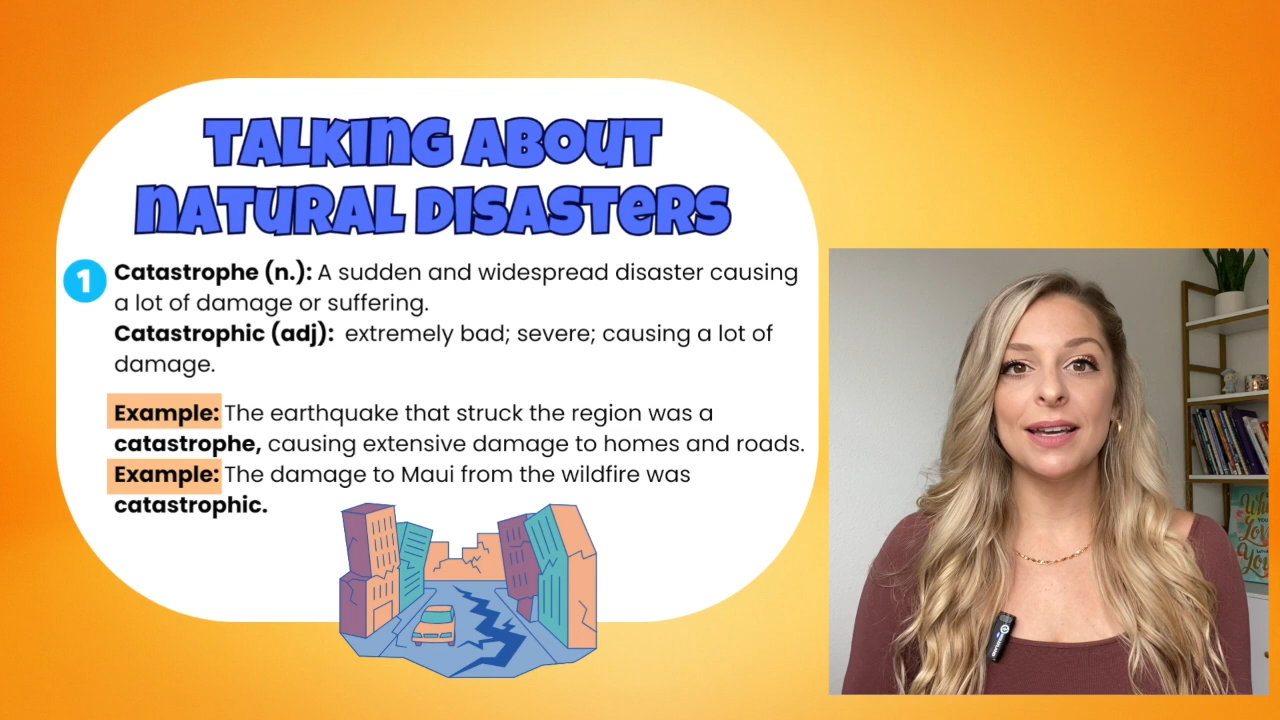 TALKING ABOUT
NATURAL DISASTERS
1 Catastrophe (n.): A sudden and widespread disaster causing
a lot of damage or suffering.
Catastrophic (adj): extremely bad; severe; causing a lot of
damage.
Example: The earthquake that struck the region was a
catastrophe, causing extensive damage to homes and roads.
Example: The damage to Maui from the wildfire was
catastrophic.
Love
You